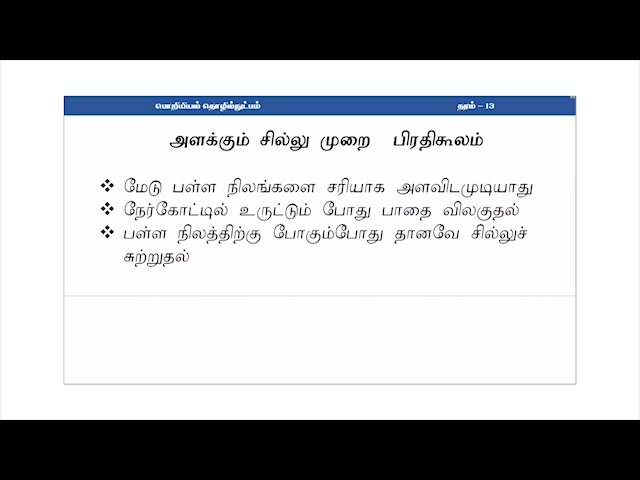 பொறியியல் தொழில்நுட்பம் தரம் – 13
அளக்கும் சில்லு முறை பிரதிகூலம்
❖ மேடு பள்ள நிலங்களை சரியாக அளவிடமுடியாது
❖ நேர்கோட்டில் உருட்டும் போது பாதை விலகுதல்
❖ பள்ள நிலத்திற்கு போகும்போது தானவே சில்லுச்
சுற்றுதல்